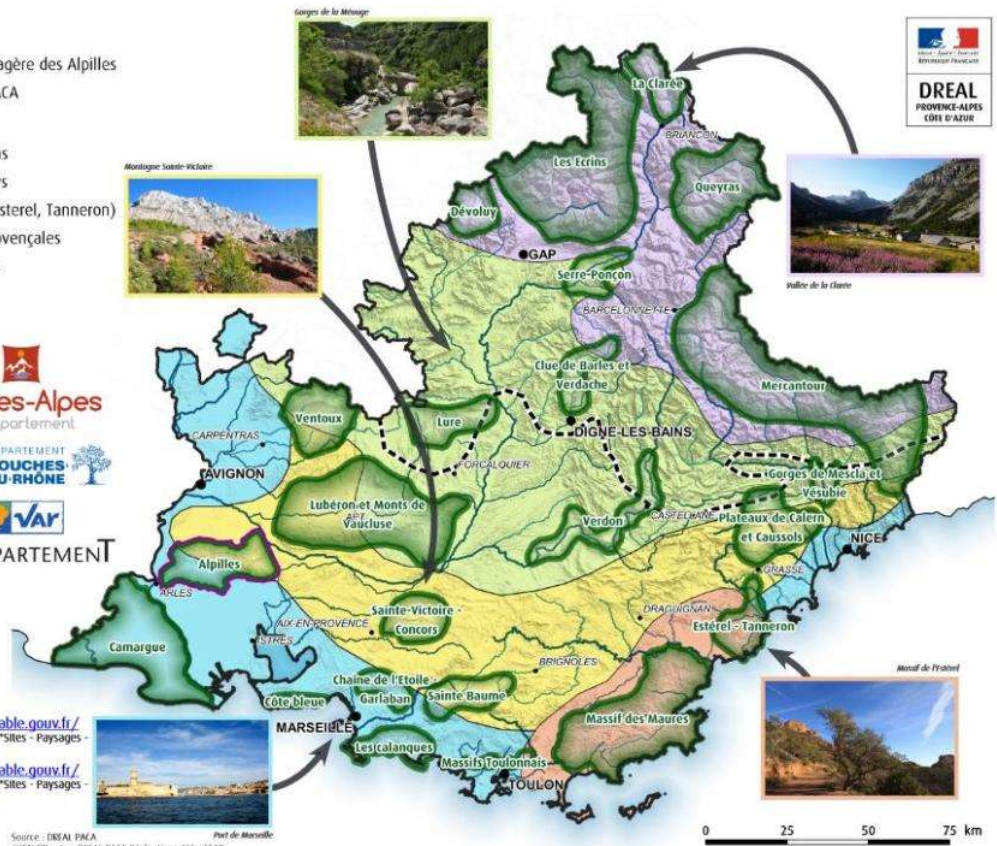 agère des Alpilles
ACA
s
s
sterel, Tanneron)
ovençales
Gorges de la Méouge
Montagne Sainte-Victoire
RÉPUBLIQUE FRANÇAISE
DREAL
PROVENCE-ALPES
CÔTE D'AZUR
Vallée de la Clarée
es-Alpes
partement
PARTEMENT
OUCHES-
U-RHÔNE
Var
PARTEMENT
La Clarée
BRIANÇON
Les Ecrins
Queyras
Dévoluy
GAP
Serre-Ponçon
BARCELONNETTE
Clue de Barles et
Verdache
Mercantour
Ventoux
Lure
DIGNE-LES-BAINS
CARPENTRAS
FORCALQUIER
AVIGNON
Gorges de Mescla et
Vésubie
Lubéron et Monts de
Vaucluse
APT
Verdon
CASTELLANE
Plateaux de Calern
et Caussols
NICE
Alpilles
GRASSE
ARLES
Sainte-Victoire -
Concors
DRAGUIGNAN
AIX-EN-PROVENCE
Estérel - Tanneron
ISTRES
Camargue
BRIGNOLES
Chaine de l'Etoile -
Garlaban
Sainte Baume
Côte bleue
MARSEILLE
Massif des Maures
Les calanques
Massifs Toulonnais
TOULON
Massif de l'Estérel
able.gouv.fr/
"Sites - Paysages -
able.gouv.fr/
"Sites - Paysages -
Port de Marseille
Source : DREAL PACA
0 25 50 75 km